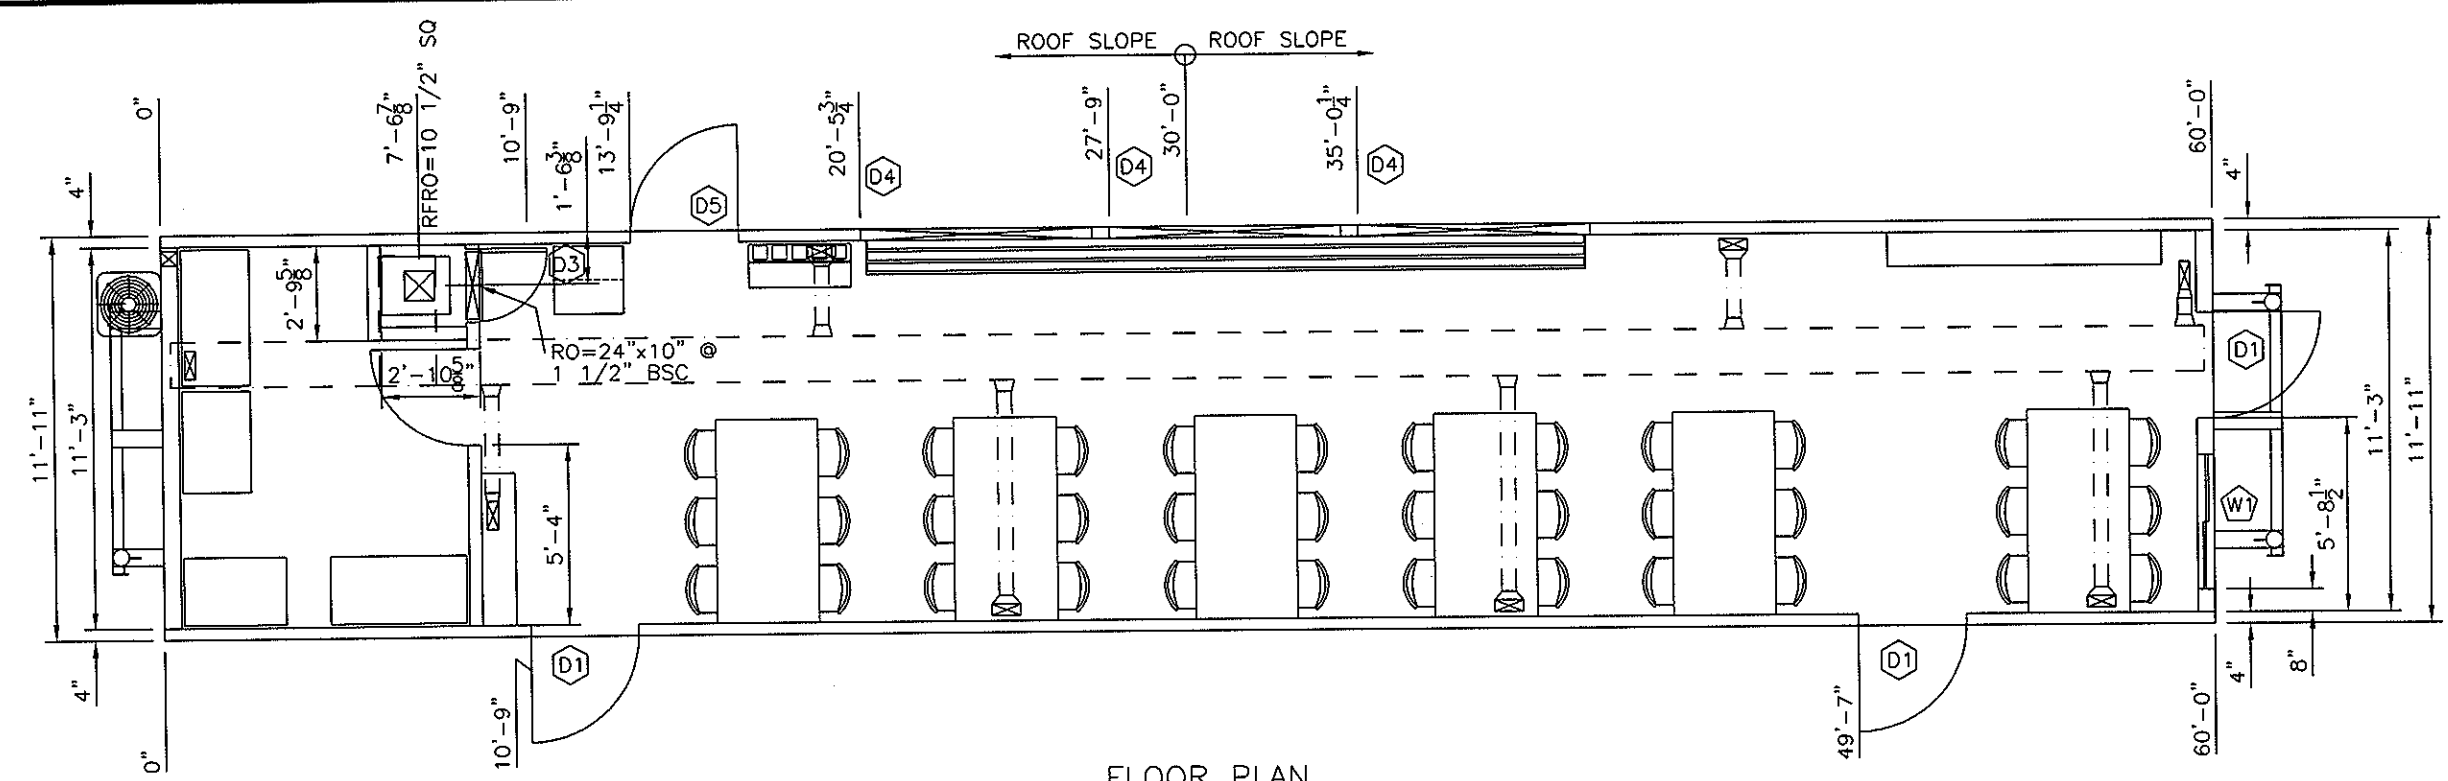 ROOF SLOPE ROOF SLOPE
0"
7'-6 7/8"
RFRO=10 1/2" SQ
10'-9"
1'-6 3/8"
13'-9 1/4"
20'-5 3/4"
27'-9"
30'-0"
35'-0 1/4"
60'-0"
4"
4"
D5
D4
D4
D4
D3
2'-9 5/8"
RO=24"x10" @
1 1/2" BSC
2'-10 5/8"
D1
11'-11"
11'-3"
11'-3"
11'-11"
5'-4"
W1
5'-8 1/2"
D1
D1
4"
0"
10'-9"
49'-7"
60'-0"
4"
8"
FLOOR PLAN